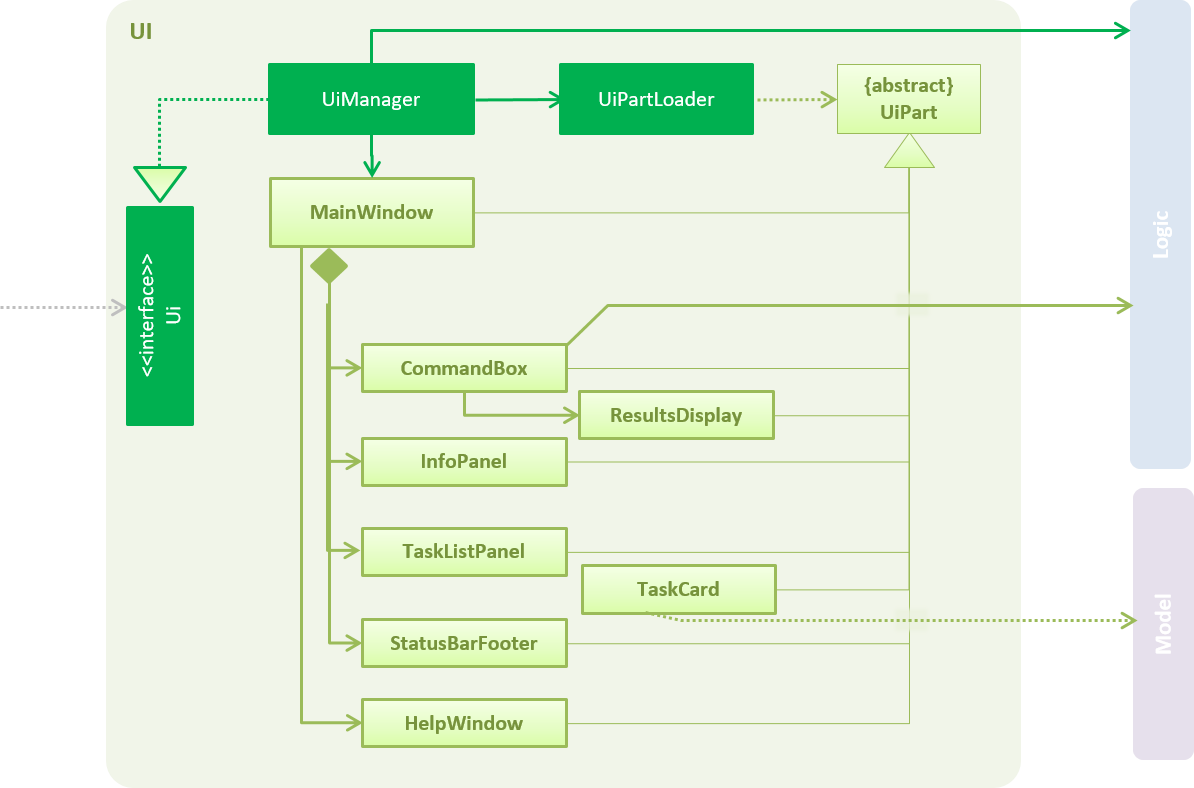 UI
UiManager
UiPartLoader
{abstract}
UiPart
MainWindow
<<interface>>
Ui
Logic
CommandBox
ResultsDisplay
InfoPanel
TaskListPanel
TaskCard
Model
StatusBarFooter
HelpWindow